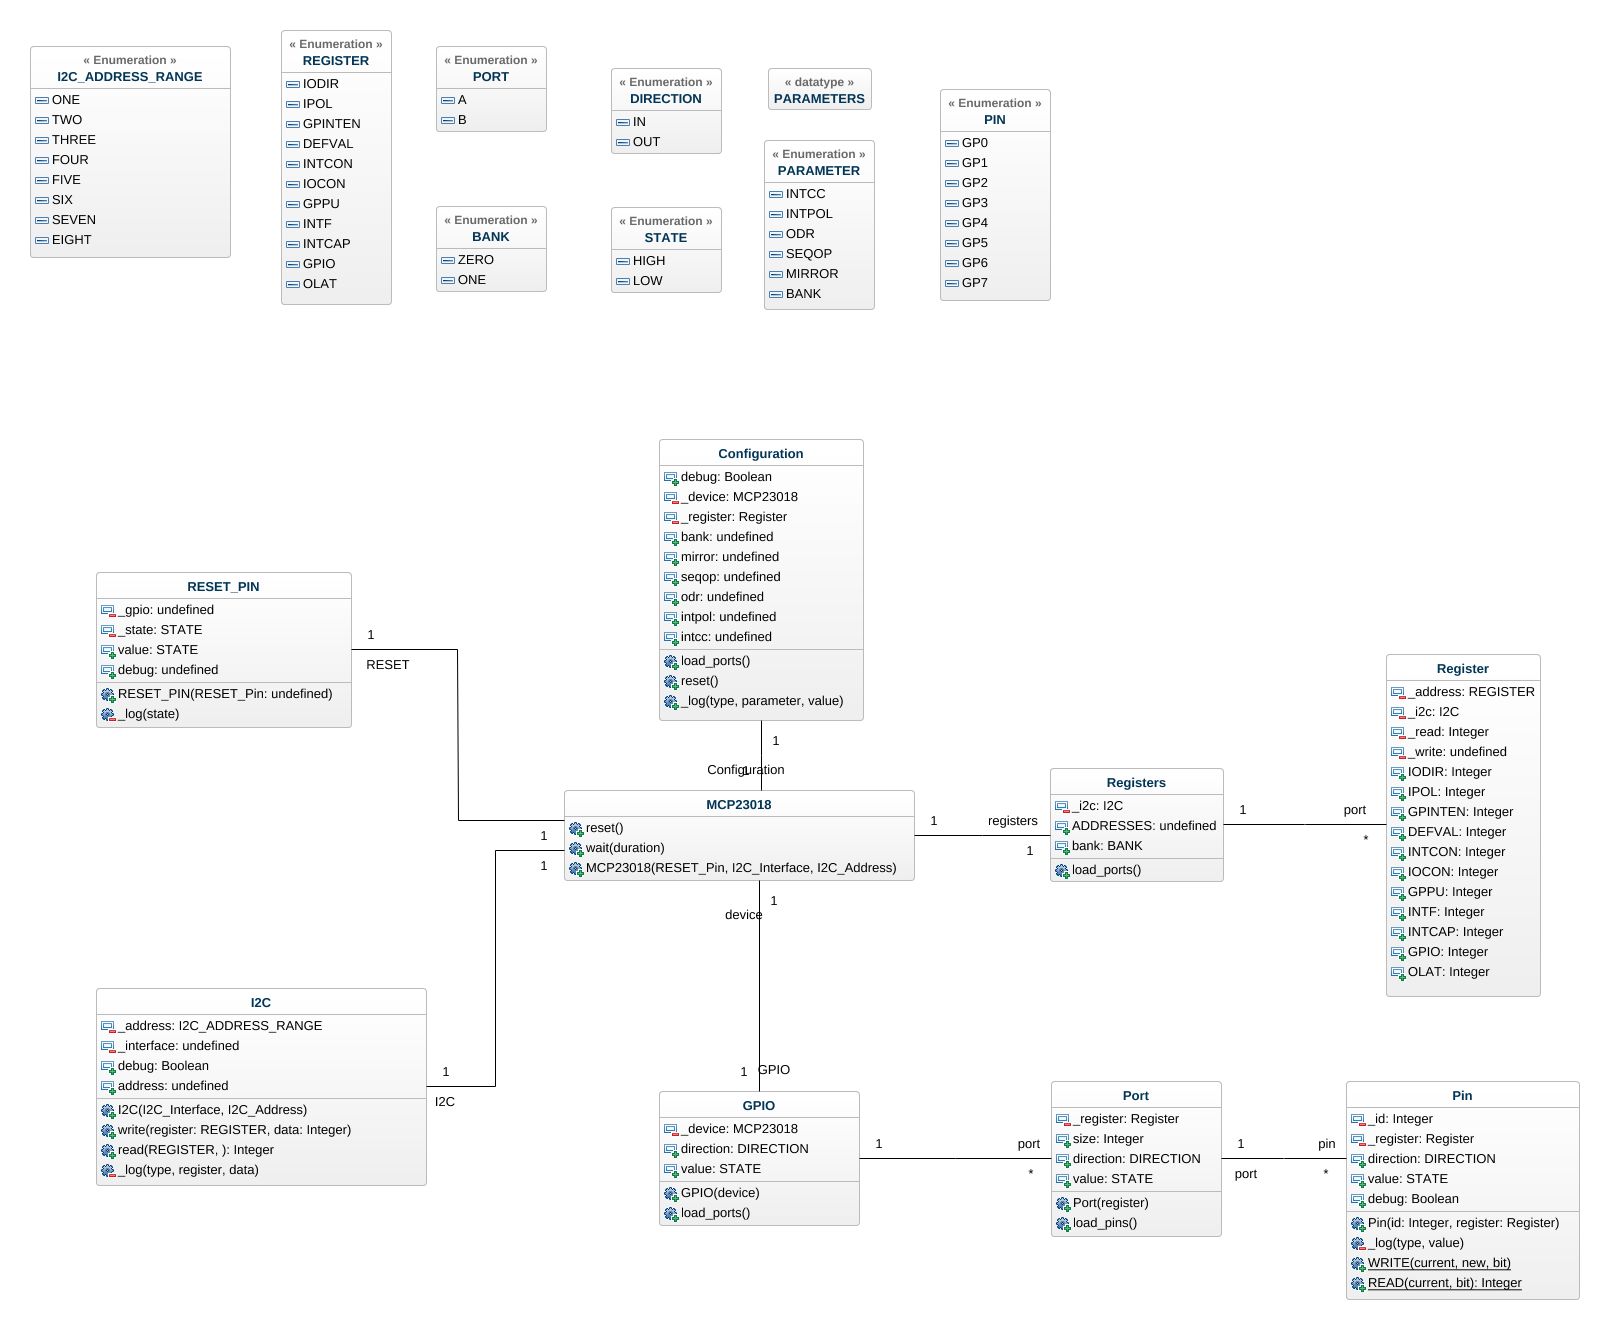 « Enumeration »
I2C_ADDRESS_RANGE
ONE
TWO
THREE
FOUR
FIVE
SIX
SEVEN
EIGHT
« Enumeration »
REGISTER
IODIR
IPOL
GPINTEN
DEFVAL
INTCON
IOCON
GPPU
INTF
INTCAP
GPIO
OLAT
« Enumeration »
PORT
A
B
« Enumeration »
BANK
ZERO
ONE
« Enumeration »
DIRECTION
IN
OUT
« Enumeration »
STATE
HIGH
LOW
« datatype »
PARAMETERS
« Enumeration »
PARAMETER
INTCC
INTPOL
ODR
SEQOP
MIRROR
BANK
« Enumeration »
PIN
GP0
GP1
GP2
GP3
GP4
GP5
GP6
GP7
Configuration
debug: Boolean
_device: MCP23018
_register: Register
bank: undefined
mirror: undefined
seqop: undefined
odr: undefined
intpol: undefined
intcc: undefined
load_ports()
reset()
_log(type, parameter, value)
1
Configuration
1
RESET_PIN
_gpio: undefined
_state: STATE
value: STATE
debug: undefined
RESET_PIN(RESET_Pin: undefined)
_log(state)
1
RESET
MCP23018
reset()
wait(duration)
MCP23018(RESET_Pin, I2C_Interface, I2C_Address)
1
1
1
registers
1
1
device
Registers
_i2c: I2C
ADDRESSES: undefined
bank: BANK
load_ports()
1
port
*
Register
_address: REGISTER
_i2c: I2C
_read: Integer
_write: undefined
IODIR: Integer
IPOL: Integer
GPINTEN: Integer
DEFVAL: Integer
INTCON: Integer
IOCON: Integer
GPPU: Integer
INTF: Integer
INTCAP: Integer
GPIO: Integer
OLAT: Integer
I2C
_address: I2C_ADDRESS_RANGE
_interface: undefined
debug: Boolean
address: undefined
I2C(I2C_Interface, I2C_Address)
write(register: REGISTER, data: Integer)
read(REGISTER, ): Integer
_log(type, register, data)
1
I2C
1
GPIO
GPIO
_device: MCP23018
direction: DIRECTION
value: STATE
GPIO(device)
load_ports()
1
port
*
Port
_register: Register
size: Integer
direction: DIRECTION
value: STATE
Port(register)
load_pins()
1
port
pin
*
Pin
_id: Integer
_register: Register
direction: DIRECTION
value: STATE
debug: Boolean
Pin(id: Integer, register: Register)
_log(type, value)
WRITE(current, new, bit)
READ(current, bit): Integer